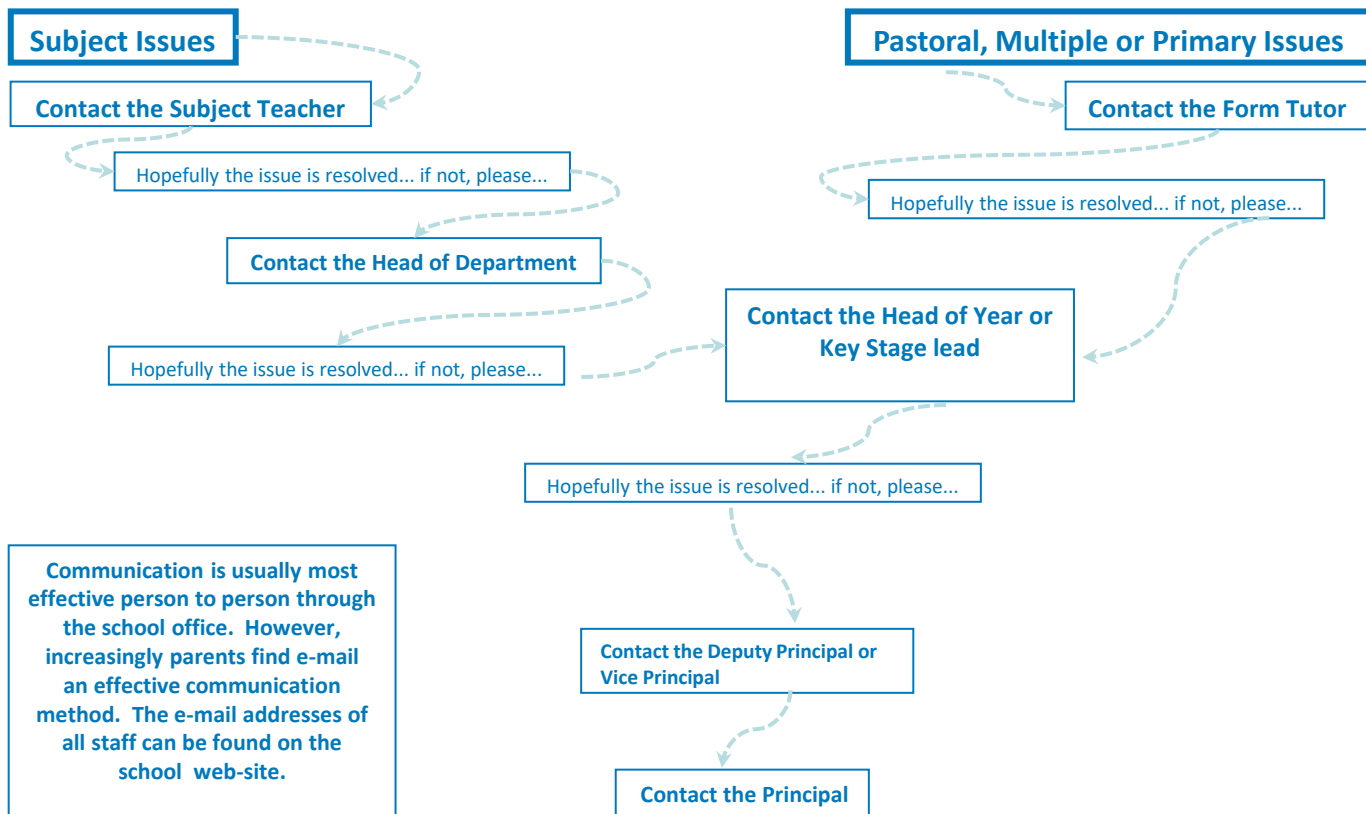 Subject Issues
Pastoral, Multiple or Primary Issues
Contact the Subject Teacher
Contact the Form Tutor
Hopefully the issue is resolved... if not, please...
Hopefully the issue is resolved... if not, please...
Contact the Head of Department
Contact the Head of Year or
Key Stage lead
Hopefully the issue is resolved... if not, please...
Hopefully the issue is resolved... if not, please...
Communication is usually most
effective person to person through
the school office.  However,
increasingly parents find e-mail
an effective communication
method.  The e-mail addresses of
all staff can be found on the
school  web-site.
Contact the Deputy Principal or
Vice Principal
Contact the Principal